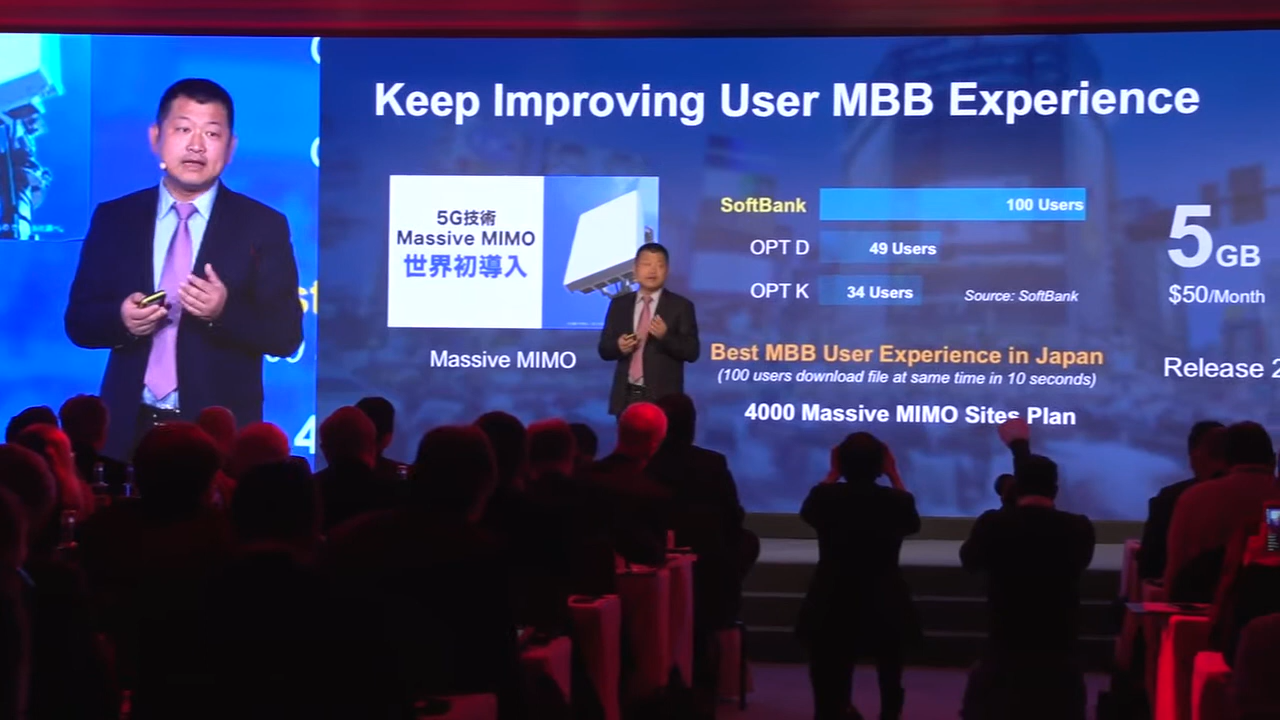 Keep Improving User MBB Experience
5G技術
Massive MIMO
世界初導入
Massive MIMO
SoftBank 100 Users
OPT D 49 Users
OPT K 34 Users
Source: SoftBank
Best MBB User Experience in Japan
(100 users download file at same time in 10 seconds)
4000 Massive MIMO Sites Plan
5GB
$50/Month
Release 2
4